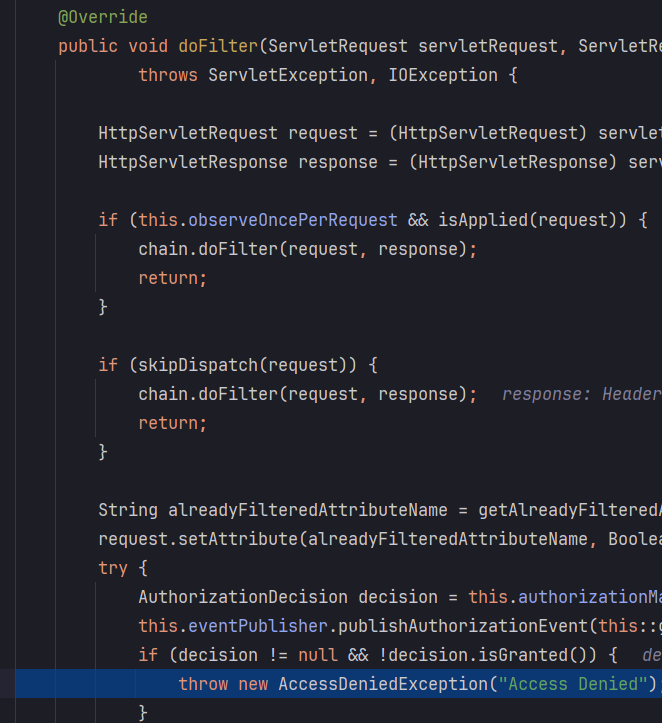 @Override
public void doFilter(ServletRequest servletRequest, ServletRe
throws ServletException, IOException {
HttpServletRequest request = (HttpServletRequest) servlet
HttpServletResponse response = (HttpServletResponse) serv
if (this.observeOncePerRequest && isApplied(request)) {
chain.doFilter(request, response);
return;
}
if (skipDispatch(request)) {
chain.doFilter(request, response); response: Header
return;
}
String alreadyFilteredAttributeName = getAlreadyFilteredA
request.setAttribute(alreadyFilteredAttributeName, Boolea
try {
AuthorizationDecision decision = this.authorizationMa
this.eventPublisher.publishAuthorizationEvent(this::g
if (decision != null && !decision.isGranted()) { de
throw new AccessDeniedException("Access Denied");
}